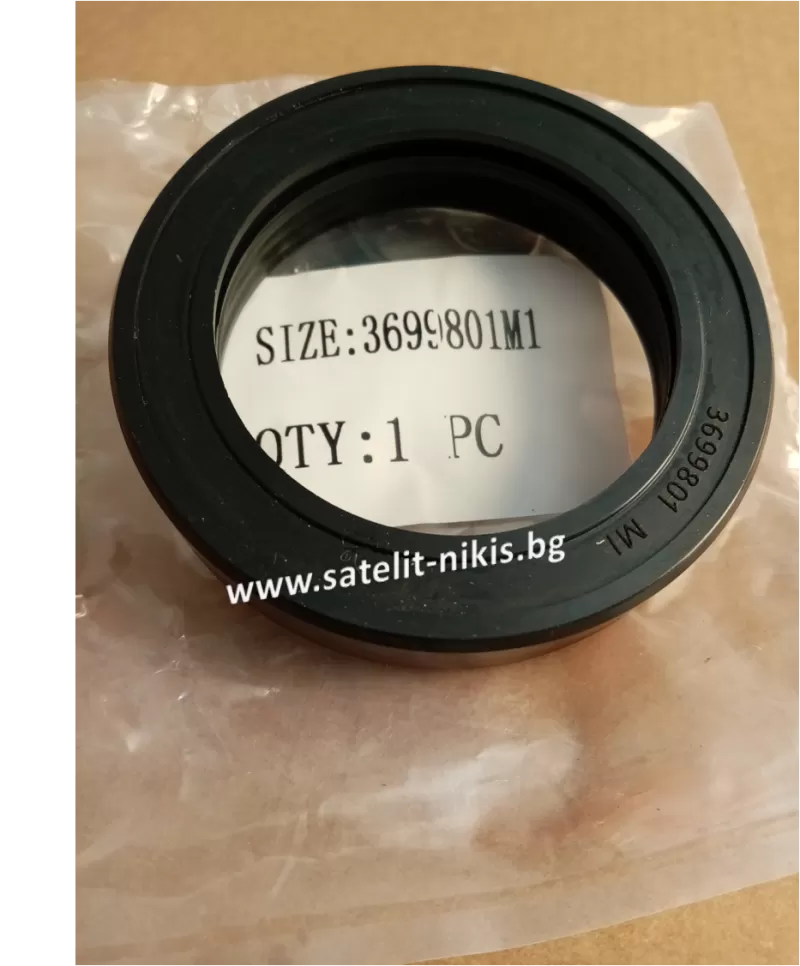 SIZE:3699801M1
QTY:1 PC
3699801 M1
www.satelit-nikis.bg